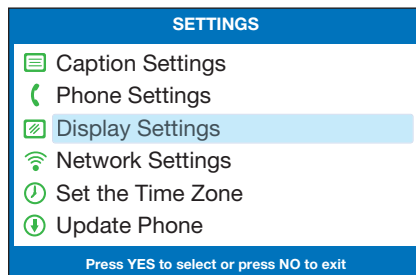 SETTINGS
Caption Settings
Phone Settings
Display Settings
Network Settings
Set the Time Zone
Update Phone
Press YES to select or press NO to exit